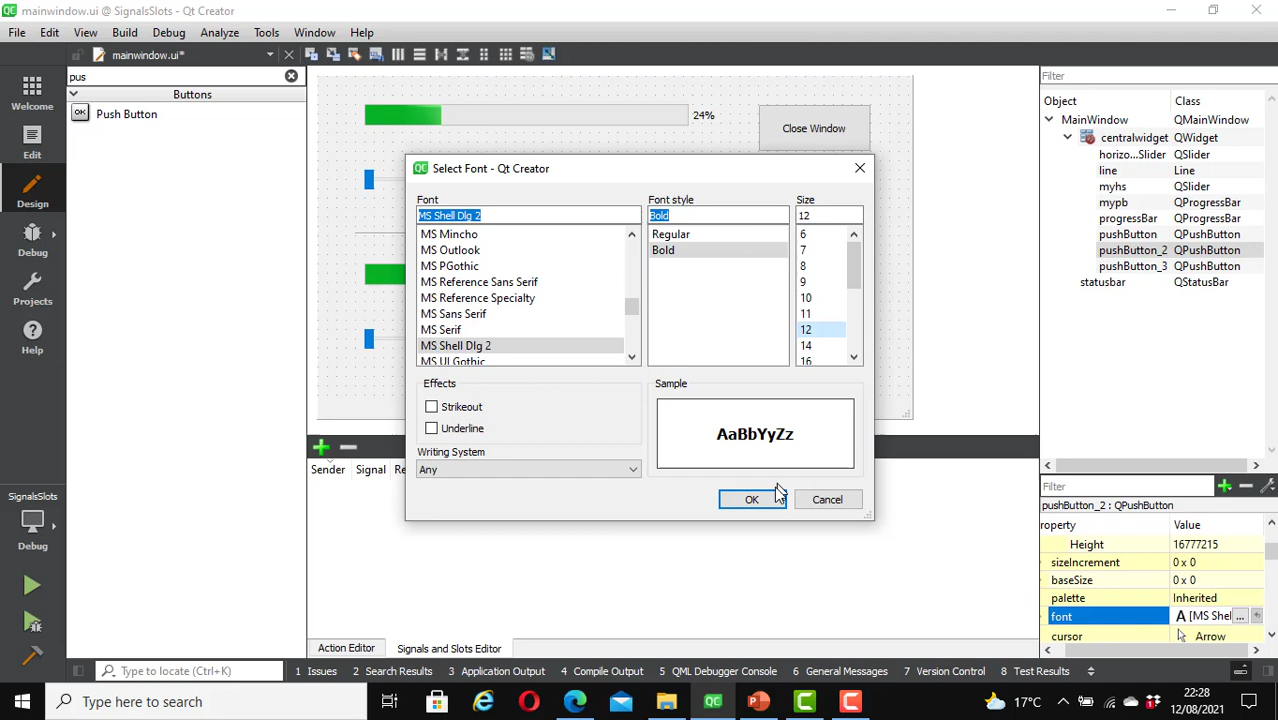 mainwindow.ui* @ SignalsSlots - Qt Creator
File Edit View Build Debug Analyze Tools Window Help
mainwindow.ui*
Welcome
Edit
Design
Debug
Projects
Help
SignalsSlots
Debug
pus
Buttons
OK Push Button
24%
Close Window
Select Font - Qt Creator
Font
MS Shell Dlg 2
MS Mincho
MS Outlook
MS PGothic
MS Reference Sans Serif
MS Reference Specialty
MS Sans Serif
MS Serif
MS Shell Dlg 2
MS UI Gothic
Font style
Bold
Regular
Bold
Size
12
6
7
8
9
10
11
12
14
16
Effects
Strikeout
Underline
Writing System
Any
Sample
AaBbYyZz
OK
Cancel
Sender Signal Re
Action Editor Signals and Slots Editor
Filter
Object Class
MainWindow QMainWindow
centralwidget QWidget
horizo...Slider QSlider
line Line
myhs QSlider
mypb QProgressBar
progressBar QProgressBar
pushButton QPushButton
pushButton_2 QPushButton
pushButton_3 QPushButton
statusbar QStatusBar
Filter
pushButton_2 : QPushButton
roperty Value
Height 16777215
sizeIncrement 0 x 0
baseSize 0 x 0
palette Inherited
font A [MS Shel ...
cursor Arrow
Type to locate (Ctrl+K)
1 Issues 2 Search Results 3 Application Output 4 Compile Output 5 QML Debugger Console 6 General Messages 7 Version Control 8 Test Results
Type here to search
17°C
22:28
12/08/2021